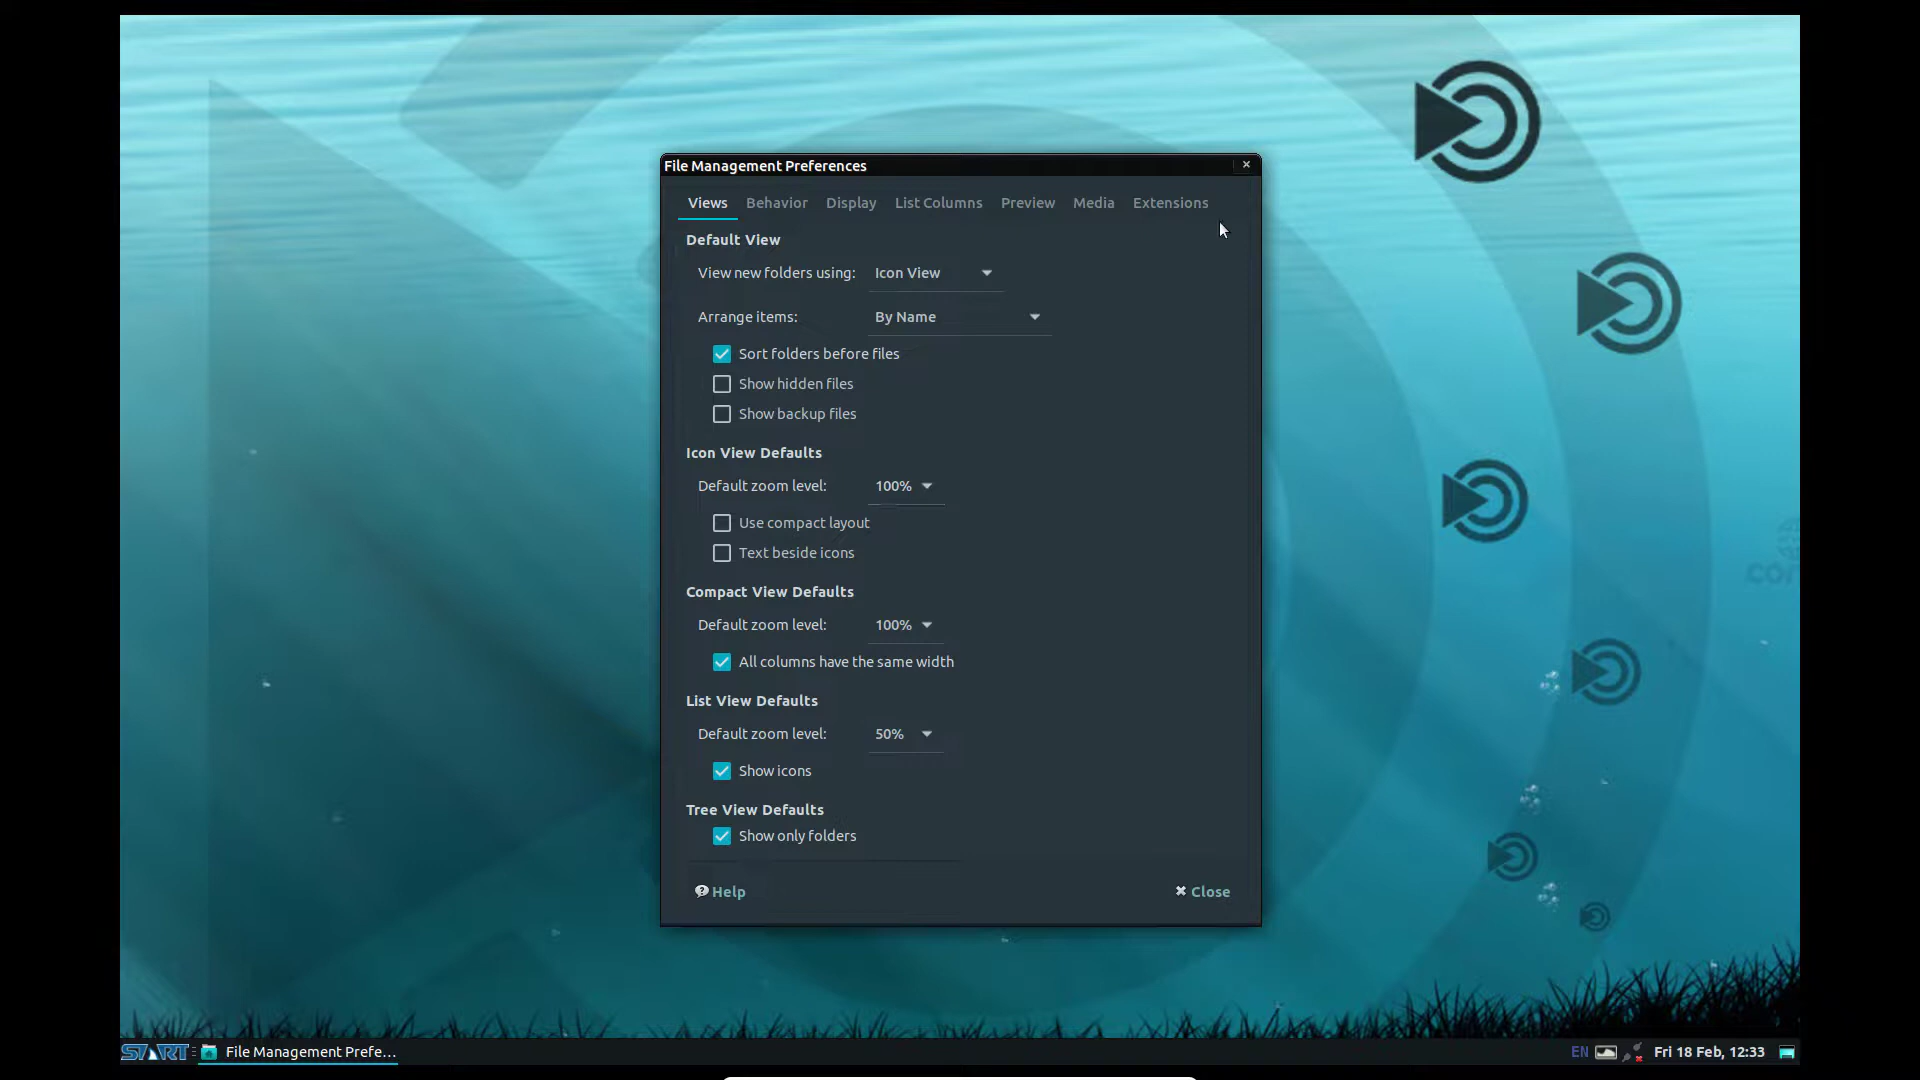 File Management Preferences
Views Behavior Display List Columns Preview Media Extensions
Default View
View new folders using: Icon View
Arrange items: By Name
Sort folders before files
Show hidden files
Show backup files
Icon View Defaults
Default zoom level: 100%
Use compact layout
Text beside icons
Compact View Defaults
Default zoom level: 100%
All columns have the same width
List View Defaults
Default zoom level: 50%
Show icons
Tree View Defaults
Show only folders
Help Close
START File Management Prefe... EN Fri 18 Feb, 12:33